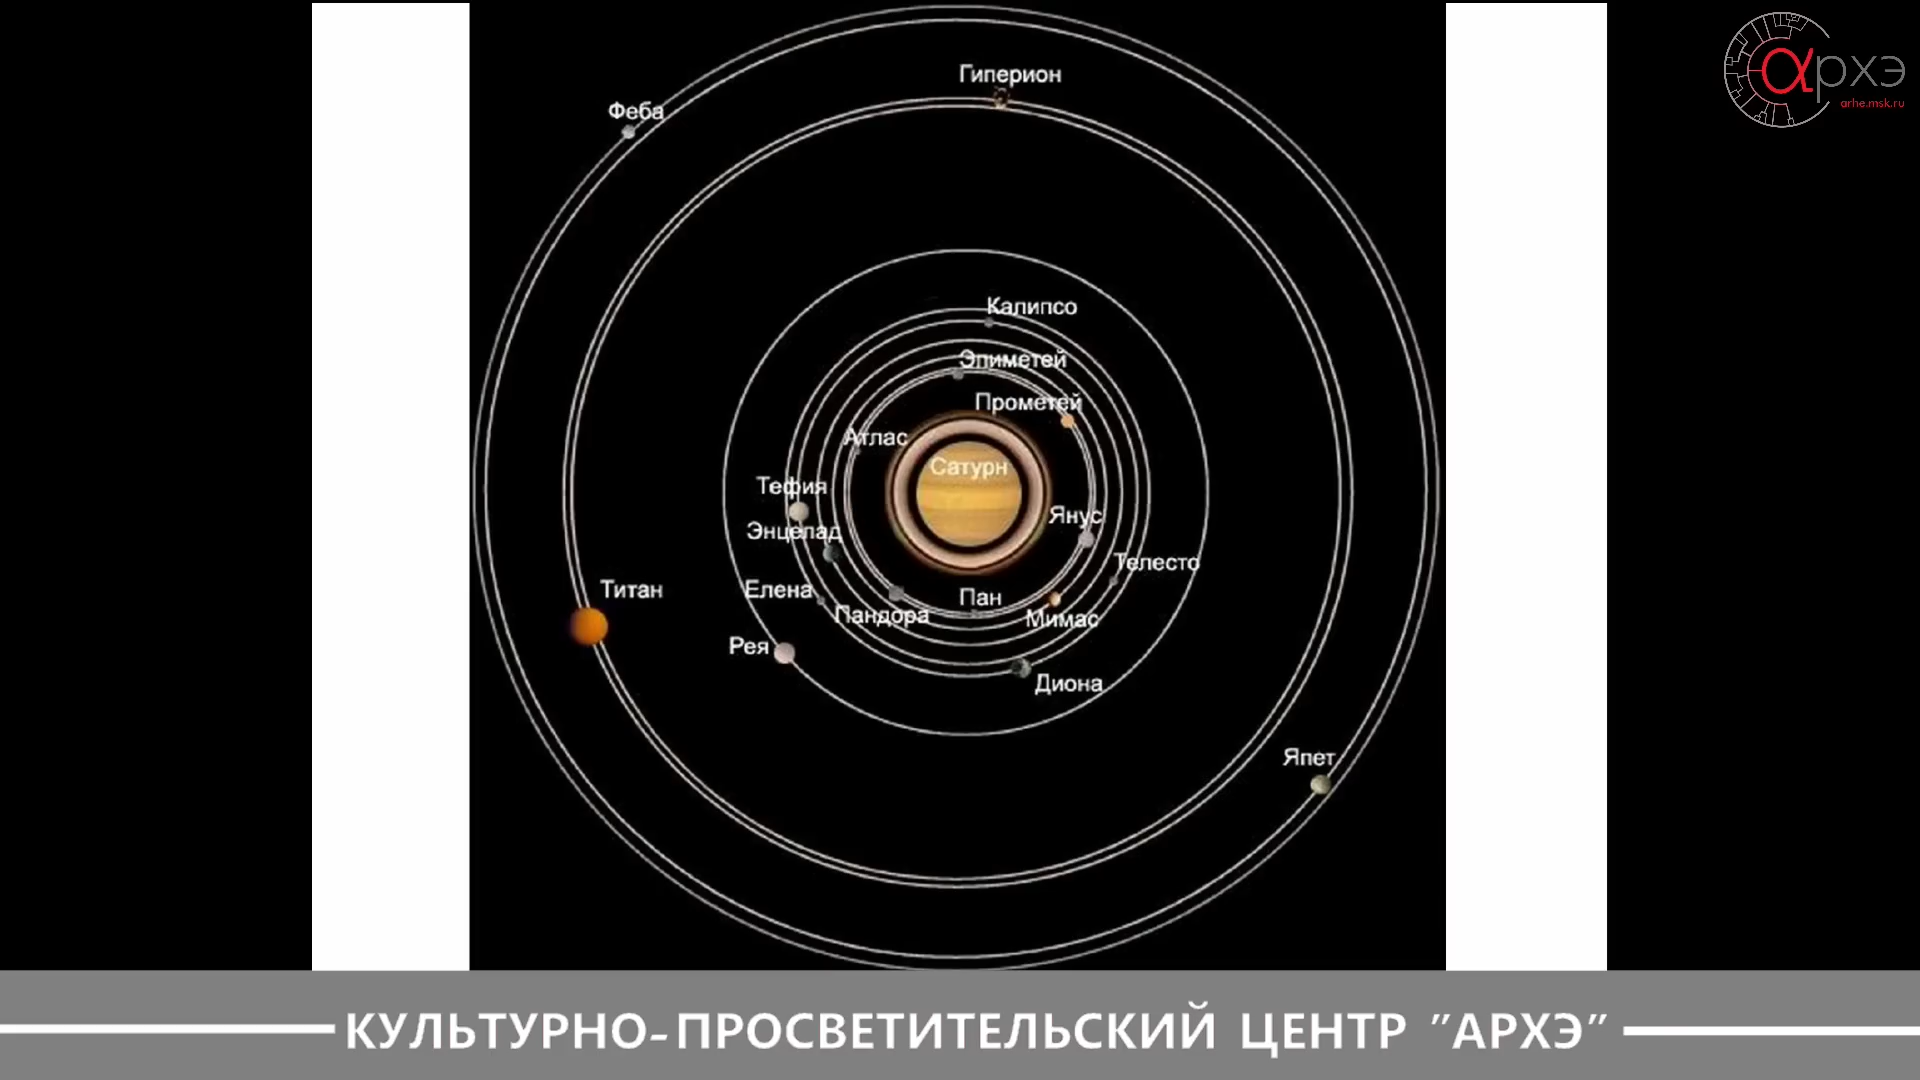 αрхэ
arhe.msk.ru
Гиперион
Феба
Калипсо
Эпиметей
Прометей
Атлас
Сатурн
Тефия
Янус
Энцелад
Телесто
Титан
Елена
Пан
Пандора
Мимас
Рея
Диона
Япет
КУЛЬТУРНО-ПРОСВЕТИТЕЛЬСКИЙ ЦЕНТР "АРХЭ"